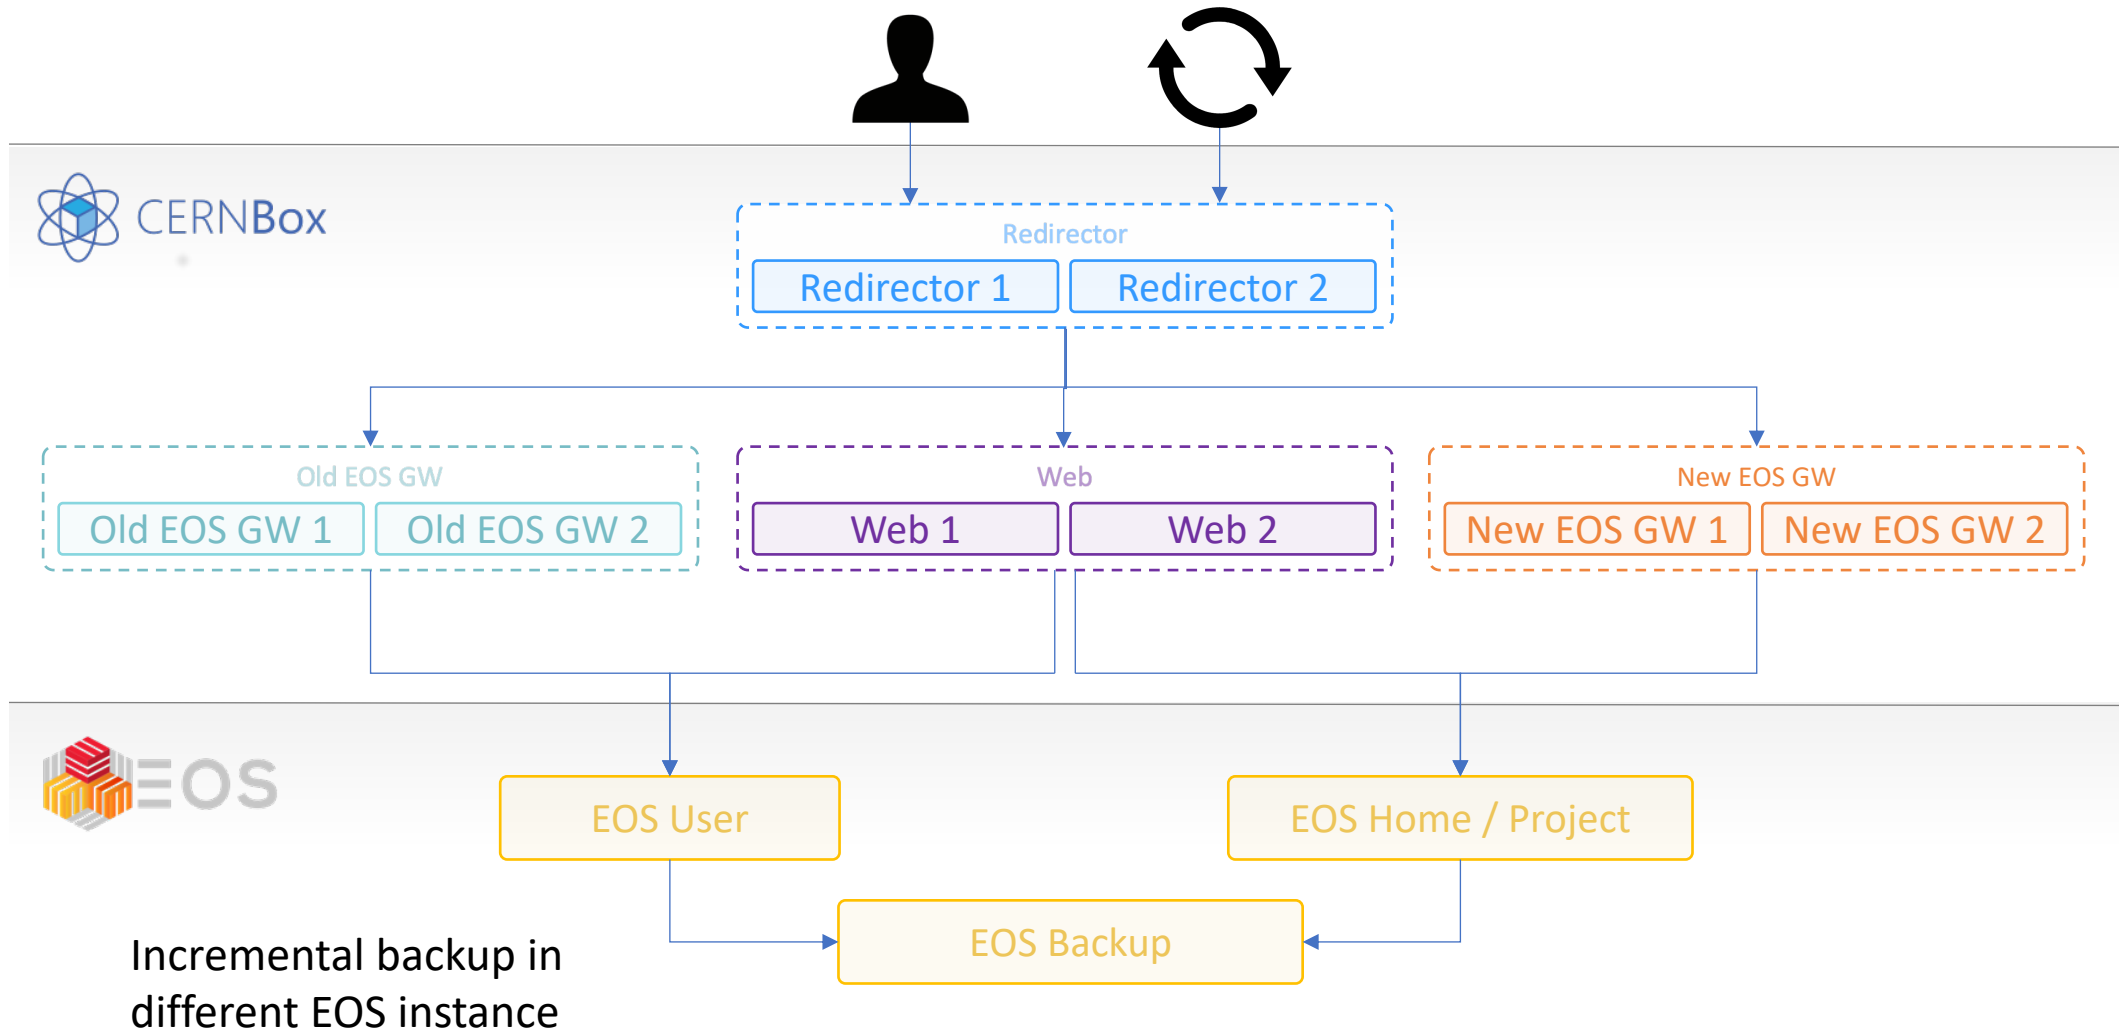 CERNBox
Redirector
Redirector 1
Redirector 2
Old EOS GW
Old EOS GW 1
Old EOS GW 2
Web
Web 1
Web 2
New EOS GW
New EOS GW 1
New EOS GW 2
EOS
EOS User
EOS Home / Project
EOS Backup
Incremental backup in
different EOS instance